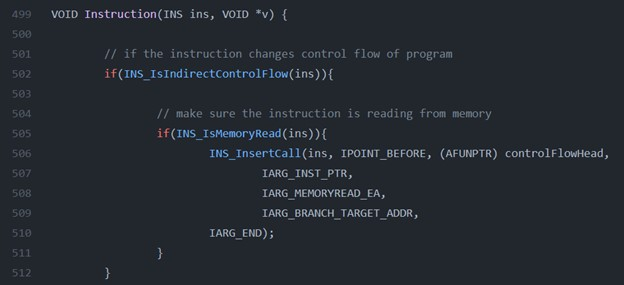 499 VOID Instruction(INS ins, VOID *v) {
500
501 // if the instruction changes control flow of program
502 if(INS_IsIndirectControlFlow(ins)){
503
504 // make sure the instruction is reading from memory
505 if(INS_IsMemoryRead(ins)){
506 INS_InsertCall(ins, IPOINT_BEFORE, (AFUNPTR) controlFlowHead,
507 IARG_INST_PTR,
508 IARG_MEMORYREAD_EA,
509 IARG_BRANCH_TARGET_ADDR,
510 IARG_END);
511 }
512 }